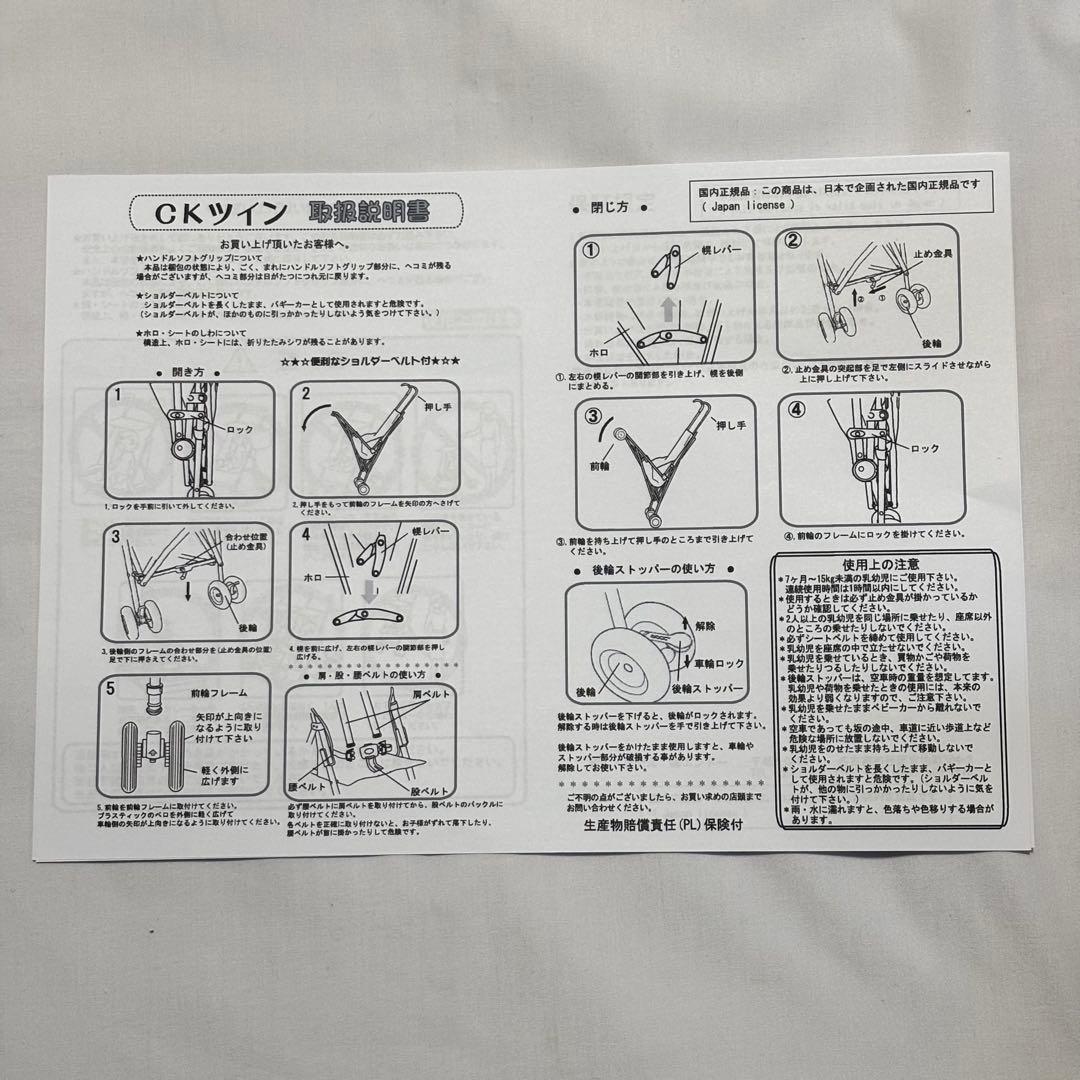 CKツイン 取扱説明書
お買い上げ頂いたお客様へ。
★ハンドルソフトグリップについて
本品は梱包の状態により、ごく、まれにハンドルソフトグリップ部分に、ヘコミが残る
場合がございますが、ヘコミ部分は日がたつにつれ元に戻ります。
★ショルダーベルトについて
ショルダーベルトを長くしたまま、バギーカーとして使用されますと危険です。
（ショルダーベルトが、ほかのものに引っかかったりしないよう気をつけて下さい。）
★ホロ・シートのしわについて
構造上、ホロ・シートには、折りたたみシワが残ることがあります。
★☆★便利なショルダーベルト付★☆★
● 開き方 ●
1
ロック
1. ロックを手前に引いて外してください。
2
押し手
2. 押し手をもって前輪のフレームを矢印の方へさげて
ください。
3
合わせ位置
(止め金具)
後輪
3. 後輪側のフレームの合わせ部分を(止め金具の位置)
足で下に押さえてください。
4
幌レバー
ホロ
4. 幌を前に広げ、左右の幌レバーの関節部を押し
広げる。
5
前輪フレーム
矢印が上向きに
なるように取り
付けて下さい
軽く外側に
広げます
5. 前輪を前輪フレームに取付けてください。
プラスティックのベロを外側に軽く広げて
車輪側の矢印が上向きになるように取り付けてください。
● 肩・股・腰ベルトの使い方 ●
肩ベルト
腰ベルト
股ベルト
必ず腰ベルトに肩ベルトを取り付けてから、股ベルトのバックルに
取り付けてください。
各ベルトを正確に取り付けないと、お子様がずれて落下したり、
腰ベルトが首に掛かったりして危険です。
国内正規品：この商品は、日本で企画された国内正規品です
( Japan license )
● 閉じ方 ●
①
幌レバー
ホロ
①. 左右の幌レバーの関節部を引き上げ、幌を後側
にまとめる。
②
止め金具
②
①
後輪
②. 止め金具の突起部を足で左側にスライドさせながら
上に押し上げて下さい。
③
押し手
前輪
③. 前輪を持ち上げて押し手のところまで引き上げて
ください。
④
ロック
④. 前輪のフレームにロックを掛けてください。
● 後輪ストッパーの使い方 ●
解除
車輪ロック
後輪
後輪ストッパー
後輪ストッパーを下げると、後輪がロックされます。
解除する時は後輪ストッパーを手で引き上げて下さい。
後輪ストッパーをかけたまま使用しますと、車輪や
ストッパー部分が破損する事があります。
解除してお使い下さい。
ご不明の点がございましたら、お買い求めの店頭まで
お問い合わせください。
生産物賠償責任(PL)保険付
使用上の注意
＊7ヶ月～15kg未満の乳幼児にご使用下さい。
連続使用時間は1時間以内にしてください。
＊使用するときは必ず止め金具が掛かっているか
どうか確認してください。
＊2人以上の乳幼児を同じ場所に乗せたり、座席以外
のところの乗せたりしないでください。
＊必ずシートベルトを締めて使用してください。
＊乳幼児を座席の中で立たせないでください。
＊乳幼児を乗せているとき、買物かごや荷物を
乗せたりつるしたりしないでください。
＊後輪ストッパーは、空車時の重量を想定してます。
乳幼児や荷物を乗せたときの使用には、本来の
効果より弱くなりますので、ご注意下さい。
＊乳幼児を乗せたままベビーカーから離れないで
ください。
＊空車であっても坂の途中、車道に近い歩道上など
危険な場所に放置しないでください。
＊乳幼児をのせたまま持ち上げて移動しないで
ください。
＊ショルダーベルトを長くしたまま、バギーカーと
して使用されますと危険です。（ショルダーベル
トが、他の物に引っかかったりしないように気を
付けて下さい。）
＊雨・水に濡れますと、色落ちや色移りする場合が
あります。